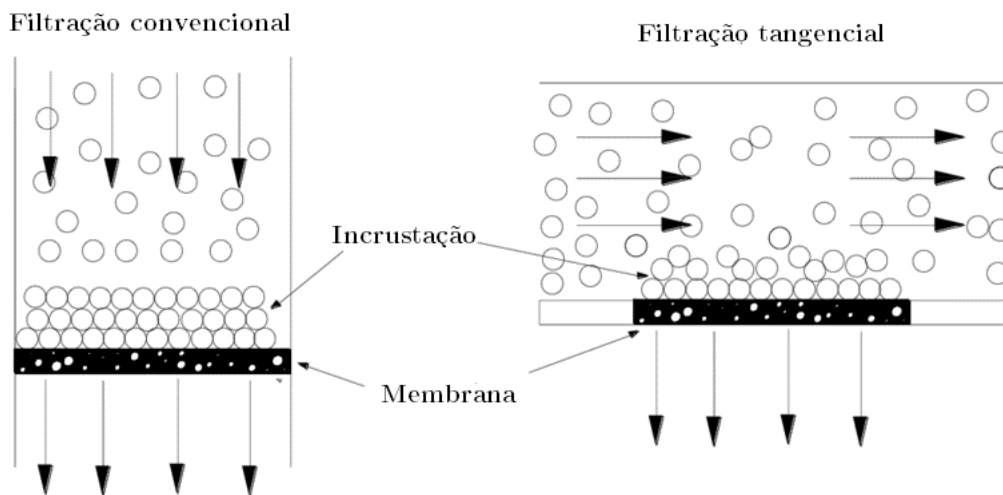 Filtração convencional
Filtração tangencial
Incrustação
Membrana